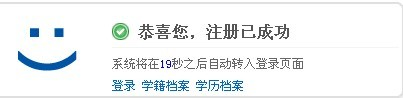 恭喜您，注册已成功
系统将在19秒之后自动转入登录页面
登录 学籍档案 学历档案